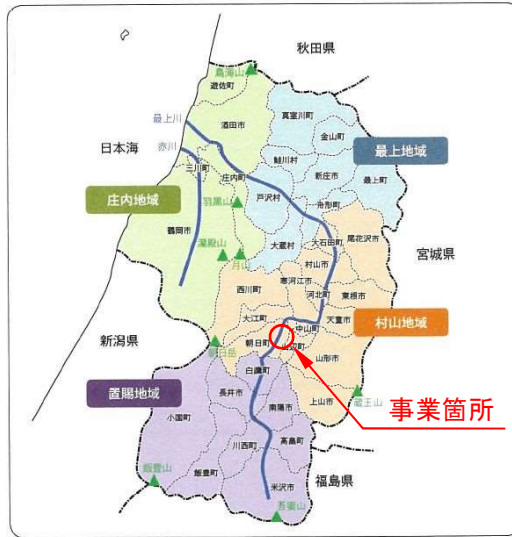 秋田県
鳥海山
遊佐町
真室川町
最上川
酒田市
金山町
日本海
赤川
鮭川村
最上地域
三川町
庄内町
新庄市
最上町
戸沢村
舟形町
庄内地域
羽黒山
鶴岡市
大蔵村
大石田町
尾花沢市
宮城県
湯殿山
月山
村山市
西川町
寒河江市
河北町
東根市
大江町
天童市
中山町
村山地域
新潟県
朝日町
山辺町
朝日岳
山形市
白鷹町
置賜地域
長井市
上山市
蔵王山
事業箇所
小国町
南陽市
川西町
高畠町
飯豊山
飯豊町
福島県
米沢市
吾妻山